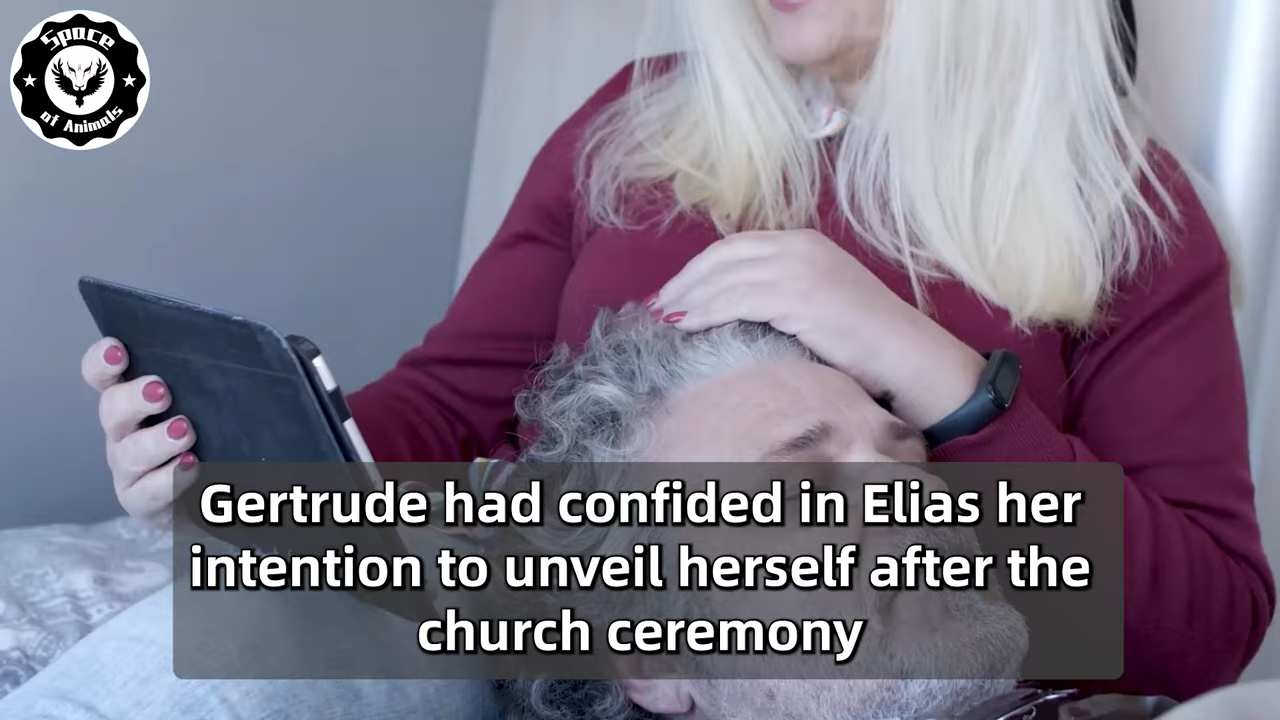 Space
of Animals
Gertrude had confided in Elias her
intention to unveil herself after the
church ceremony